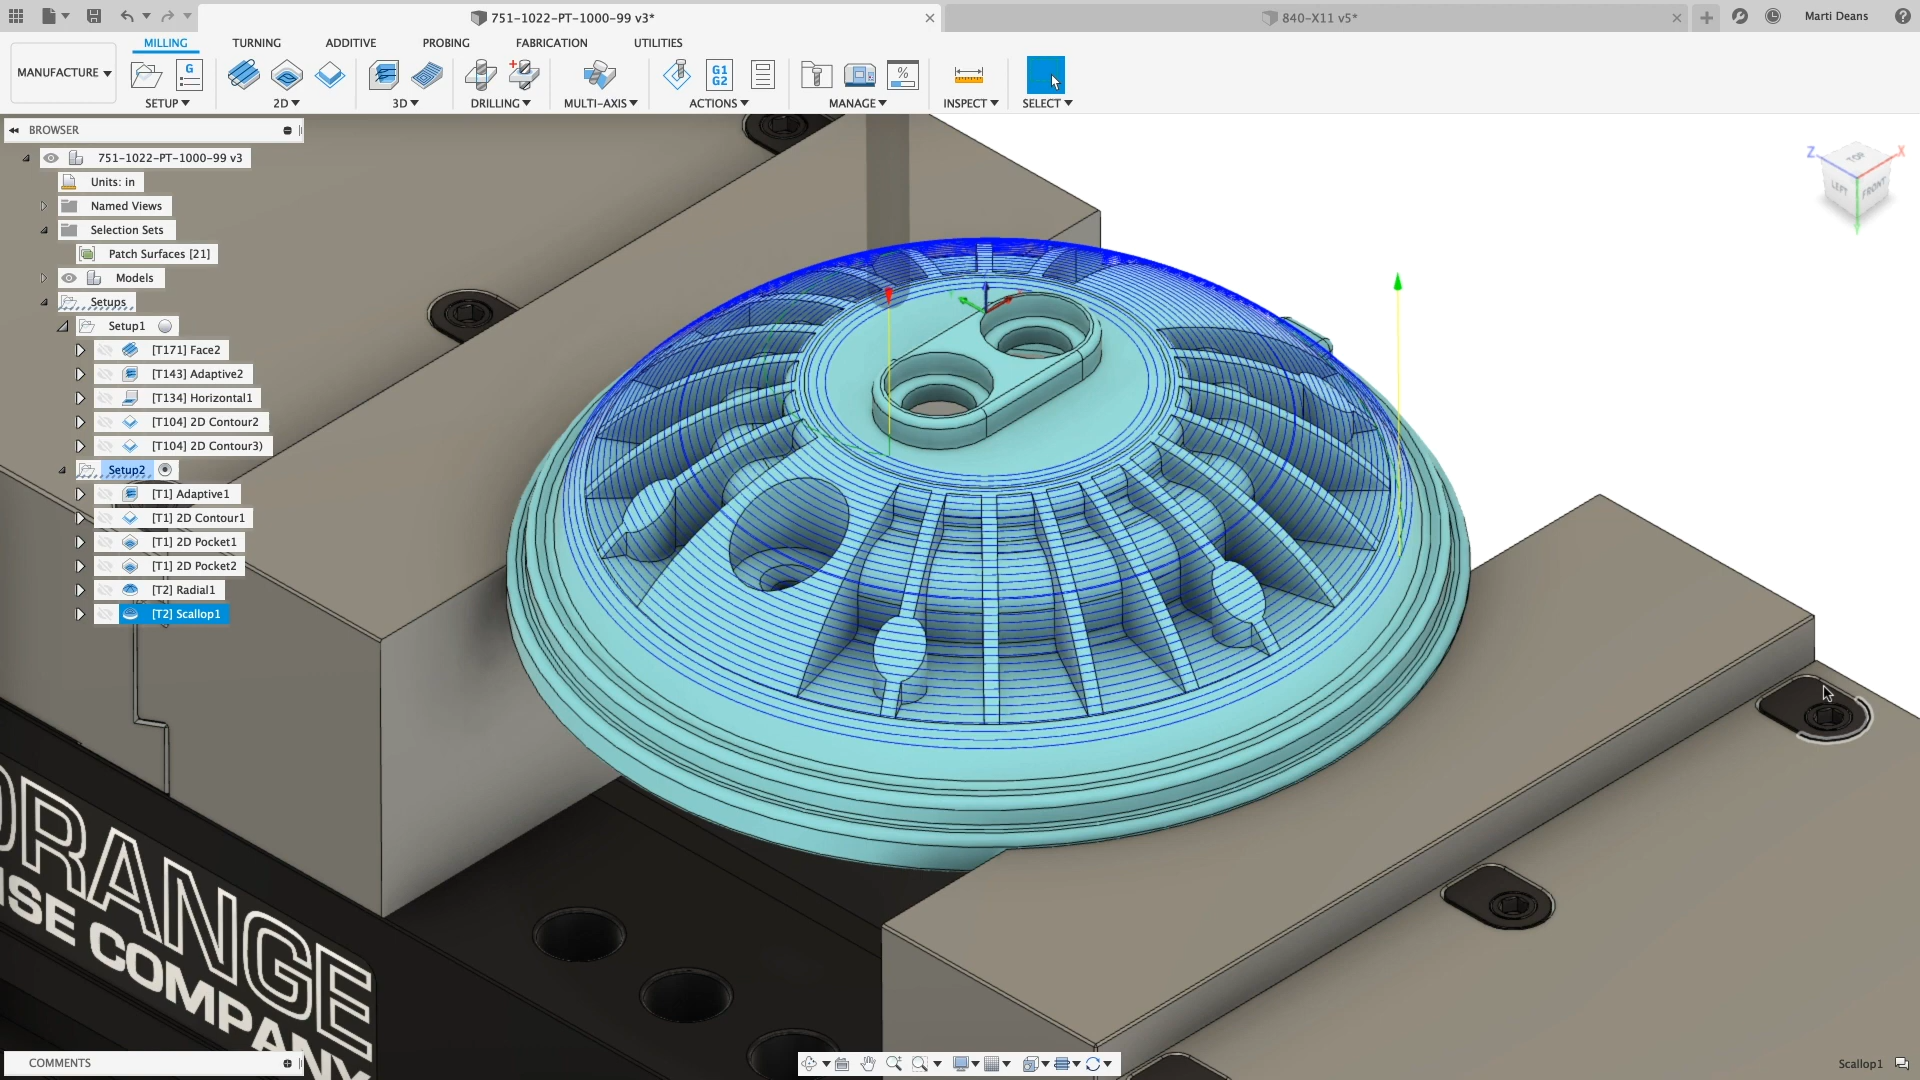 751-1022-PT-1000-99 v3*
840-X11 v5*
Marti Deans
MANUFACTURE
MILLING
TURNING
ADDITIVE
PROBING
FABRICATION
UTILITIES
G
G1
G2
%
SETUP
2D
3D
DRILLING
MULTI-AXIS
ACTIONS
MANAGE
INSPECT
SELECT
BROWSER
751-1022-PT-1000-99 v3
Units: in
Named Views
Selection Sets
Patch Surfaces [21]
Models
Setups
Setup1
[T171] Face2
[T143] Adaptive2
[T134] Horizontal1
[T104] 2D Contour2
[T104] 2D Contour3)
Setup2
[T1] Adaptive1
[T1] 2D Contour1
[T1] 2D Pocket1
[T1] 2D Pocket2
[T2] Radial1
[T2] Scallop1
Z
X
TOP
LEFT
FRONT
ORANGE
ISE COMPANY
COMMENTS
Scallop1